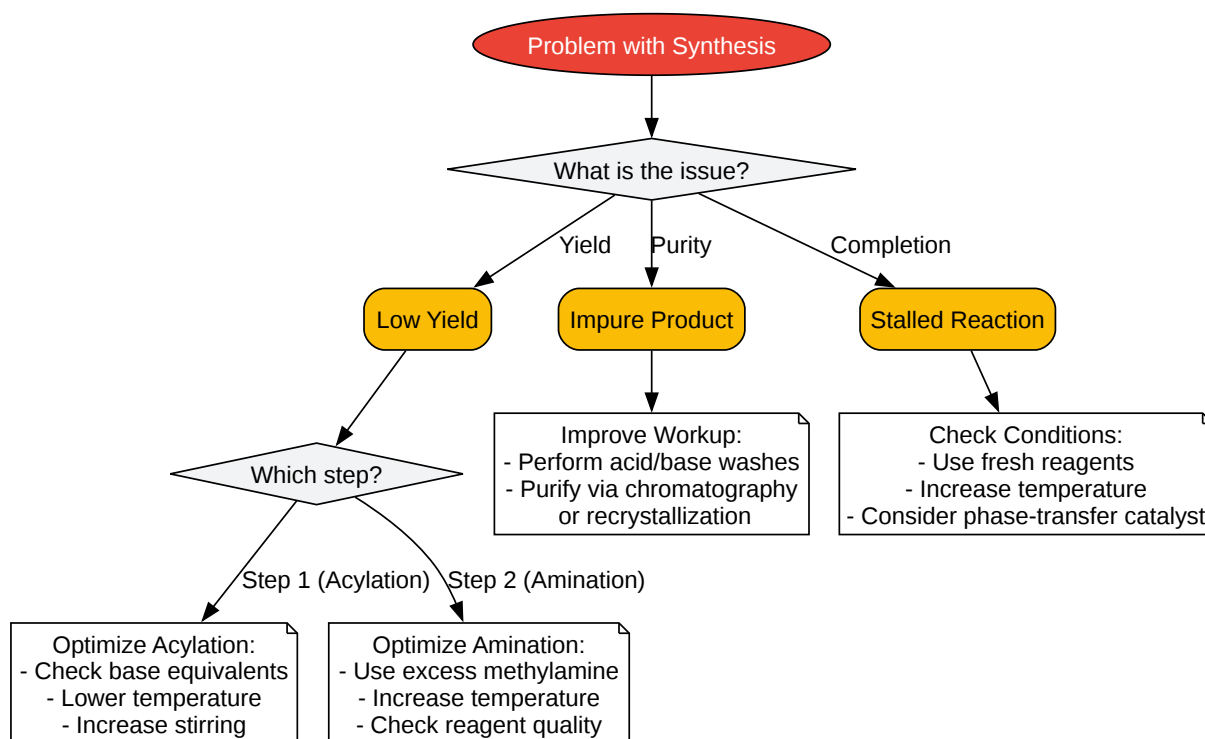 Problem with Synthesis
What is the issue?
Yield
Purity
Completion
Low Yield
Impure Product
Stalled Reaction
Improve Workup:
- Perform acid/base washes
- Purify via chromatography
or recrystallization
Check Conditions:
- Use fresh reagents
- Increase temperature
- Consider phase-transfer catalyst
Which step?
Step 1 (Acylation)
Step 2 (Amination)
Optimize Acylation:
- Check base equivalents
- Lower temperature
- Increase stirring
Optimize Amination:
- Use excess methylamine
- Increase temperature
- Check reagent quality